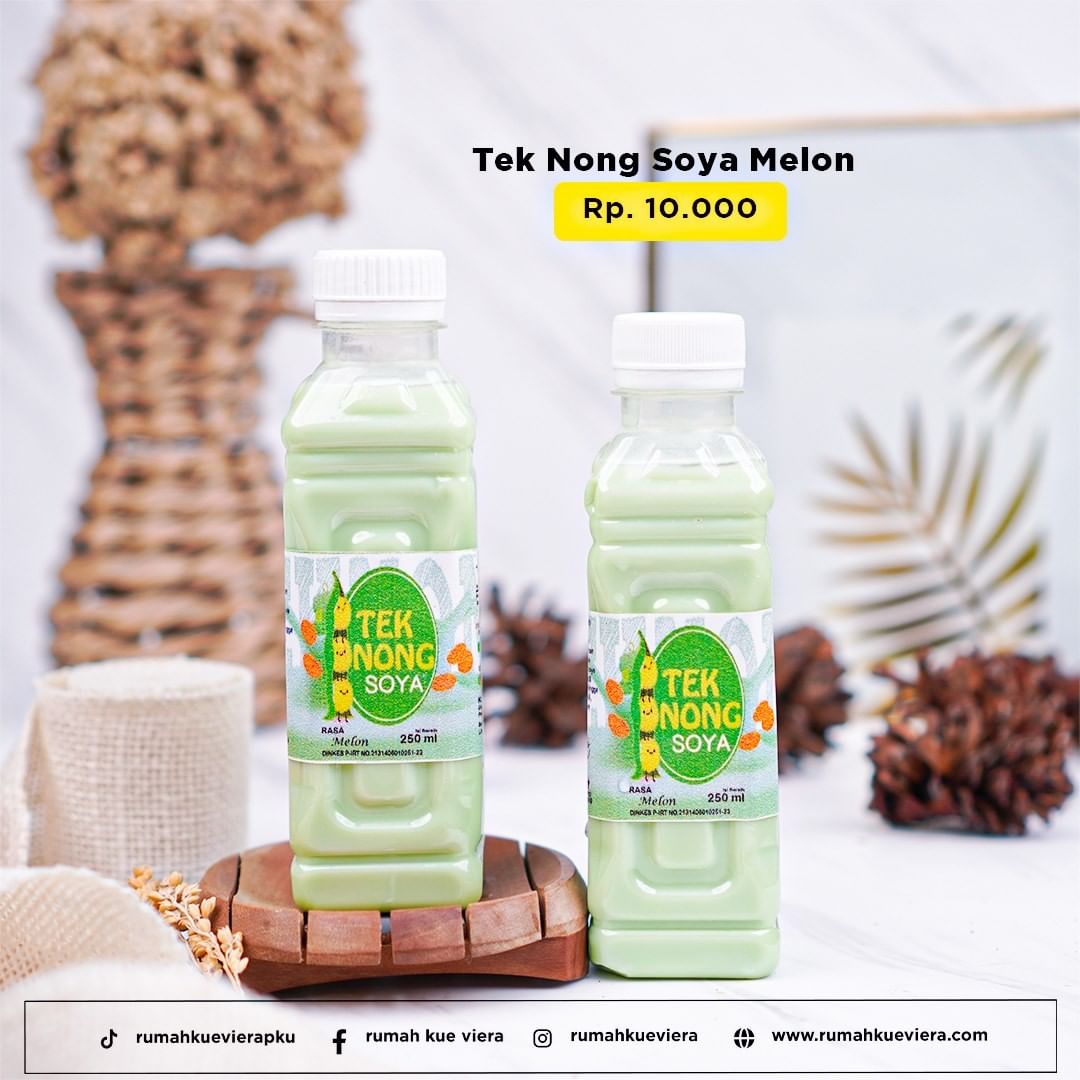 Tek Nong Soya Melon
Rp. 10.000
TEK
NONG
SOYA
RASA
Melon
250 ml
TEK
NONG
SOYA
RASA
Melon
250 ml
rumahkuevierapku
rumah kue viera
rumahkueviera
www.rumahkueviera.com